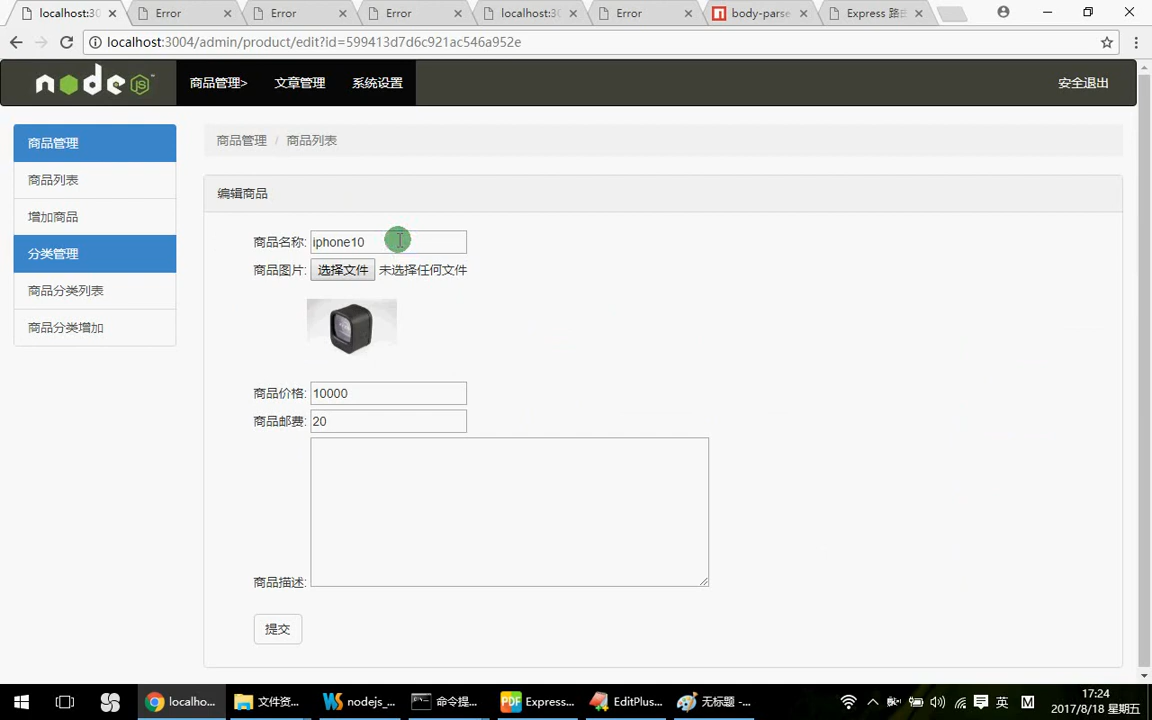 localhost:30
Error
Error
Error
localhost:30
Error
body-parse
Express 路由
localhost:3004/admin/product/edit?id=599413d7d6c921ac546a952e
node JS
商品管理>
文章管理
系统设置
安全退出
商品管理
商品列表
增加商品
分类管理
商品分类列表
商品分类增加
商品管理 / 商品列表
编辑商品
商品名称: iphone10
商品图片: 选择文件 未选择任何文件
商品价格: 10000
商品邮费: 20
商品描述:
提交
localho...
文件资...
nodejs_...
命令提...
PDF Express...
EditPlus...
无标题 -...
英
M
17:24
2017/8/18 星期五